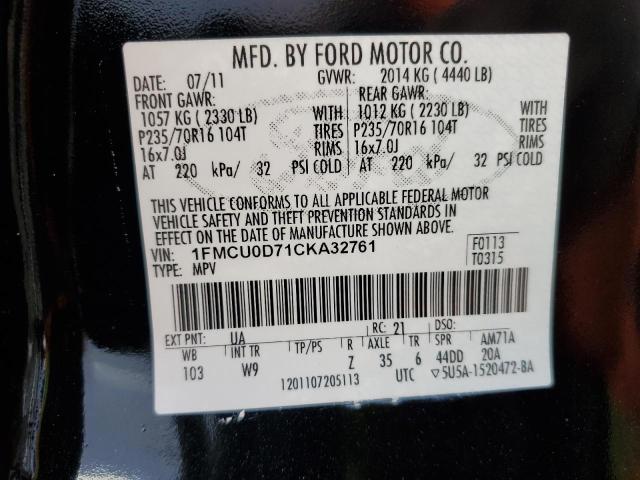 MFD. BY FORD MOTOR CO.
DATE: 07/11 GVWR: 2014 KG ( 4440 LB)
FRONT GAWR: REAR GAWR:
1057 KG ( 2330 LB) 1012 KG ( 2230 LB) WITH
P235/70R16 104T TIRES P235/70R16 104T TIRES
16x7.0J RIMS 16x7.0J RIMS
AT 220 kPa/ 32 PSI COLD AT 220 kPa/ 32 PSI COLD
THIS VEHICLE CONFORMS TO ALL APPLICABLE FEDERAL MOTOR
VEHICLE SAFETY AND THEFT PREVENTION STANDARDS IN
EFFECT ON THE DATE OF MANUFACTURE SHOWN ABOVE.
VIN: 1FMCU0D71CKA32761 F0113
TYPE: MPV T0315
EXT PNT: UA RC: 21 DSO:
WB INT TR TP/PS R AXLE TR SPR AM71A
103 W9 Z 35 6 44DD 20A
1201107205113 UTC ▽5U5A-1520472-BA